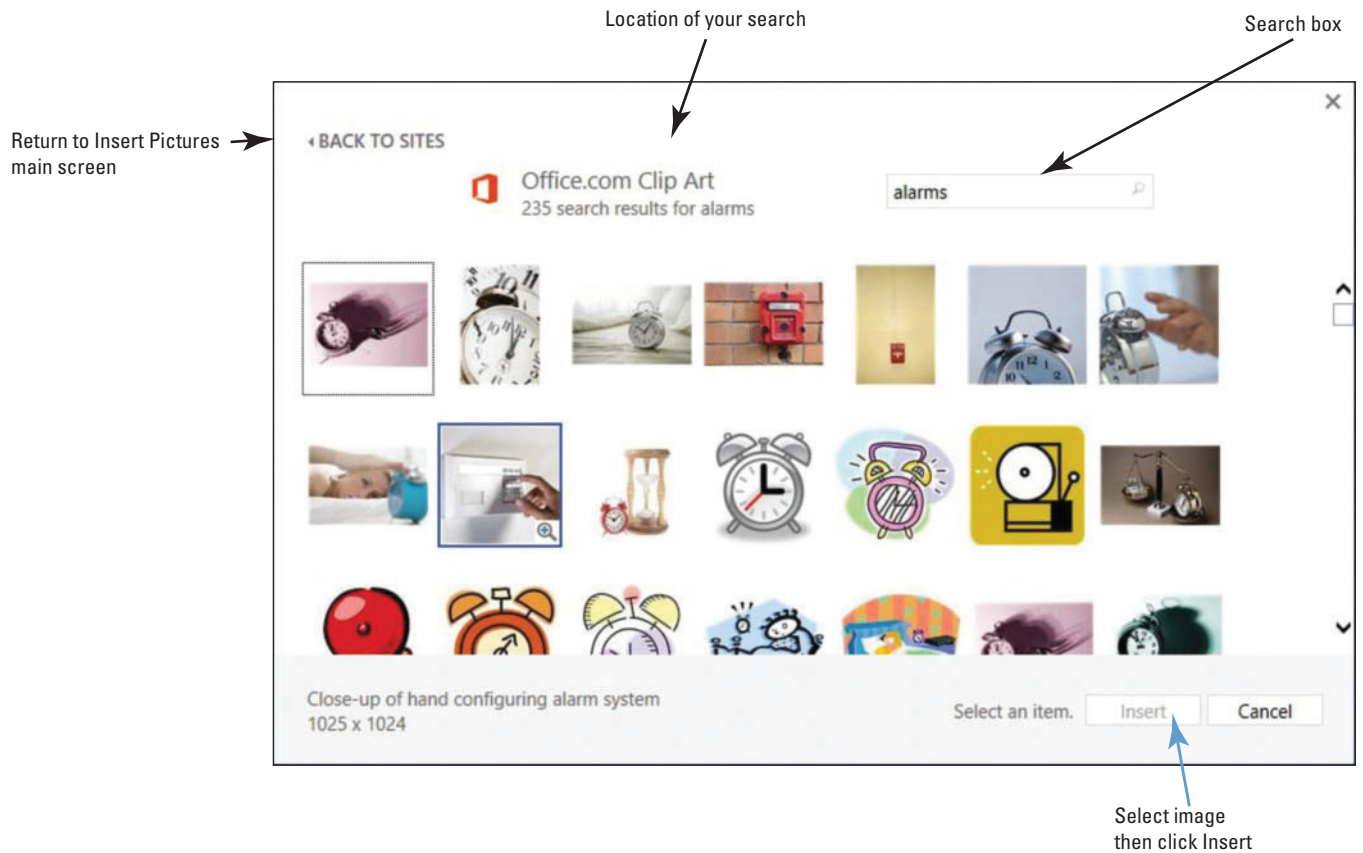 Location of your search
Search box
Return to Insert Pictures
main screen
BACK TO SITES
Office.com Clip Art
235 search results for alarms
alarms
Close-up of hand configuring alarm system
1025 x 1024
Select an item.
Insert
Cancel
Select image
then click Insert